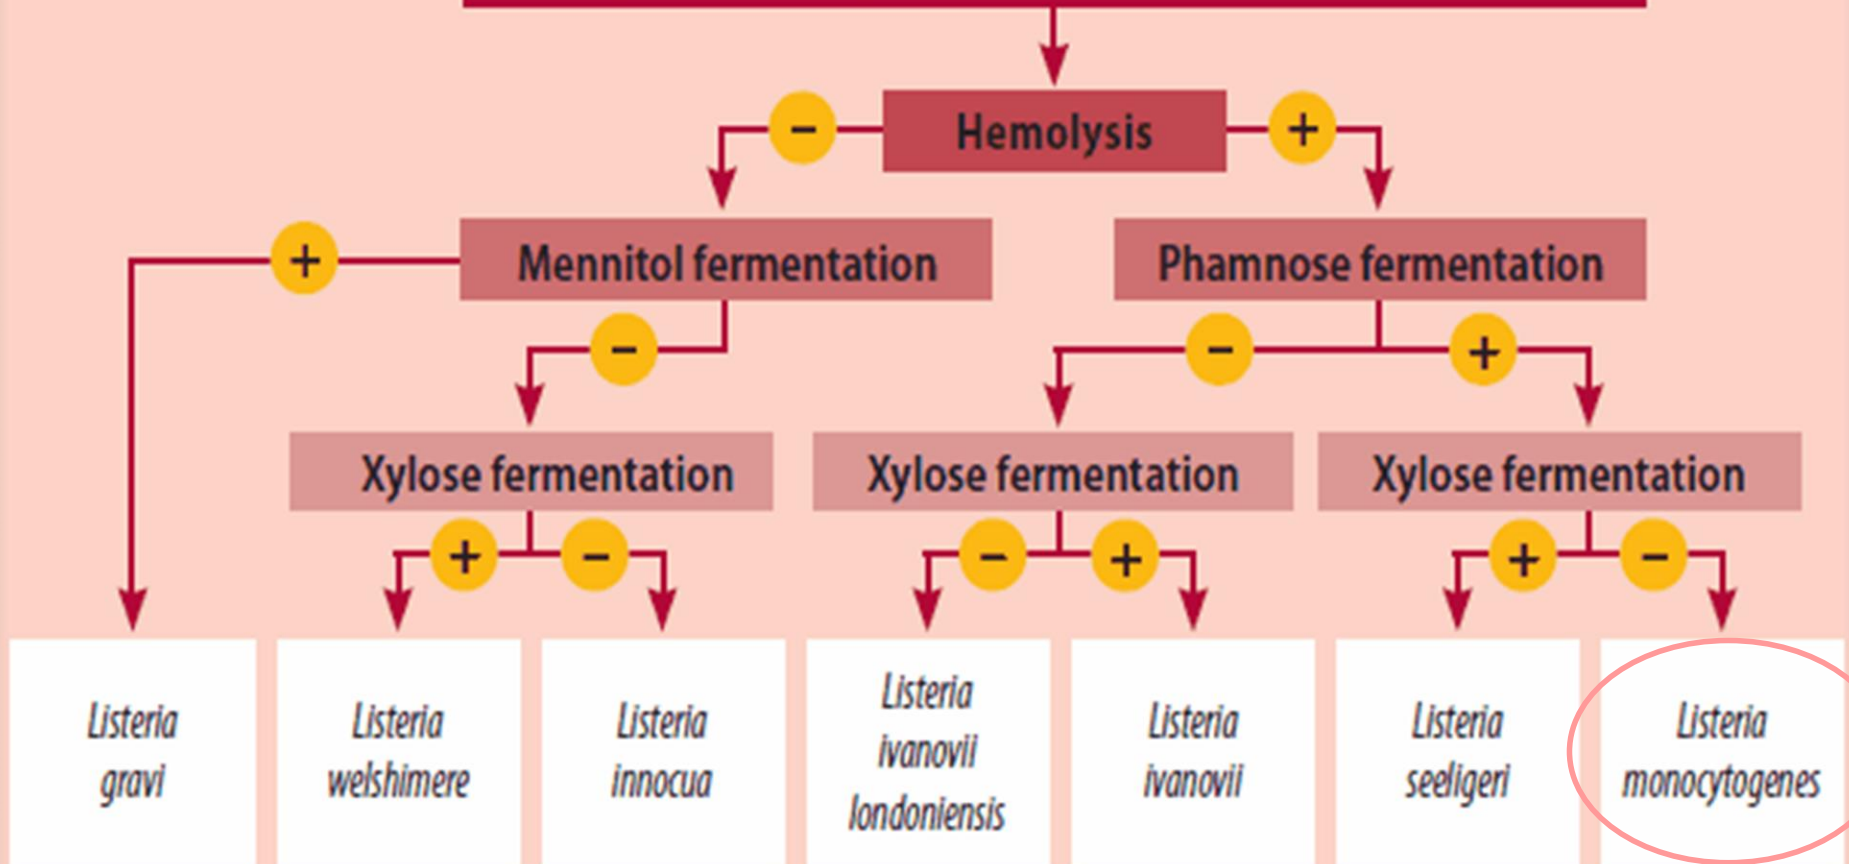 Hemolysis
−
+
Mennitol fermentation
Phamnose fermentation
+
−
−
+
Xylose fermentation
Xylose fermentation
Xylose fermentation
+
−
−
+
+
−
Listeria
gravi
Listeria
welshimere
Listeria
innocua
Listeria
ivanovii
londoniensis
Listeria
ivanovii
Listeria
seeligeri
Listeria
monocytogenes